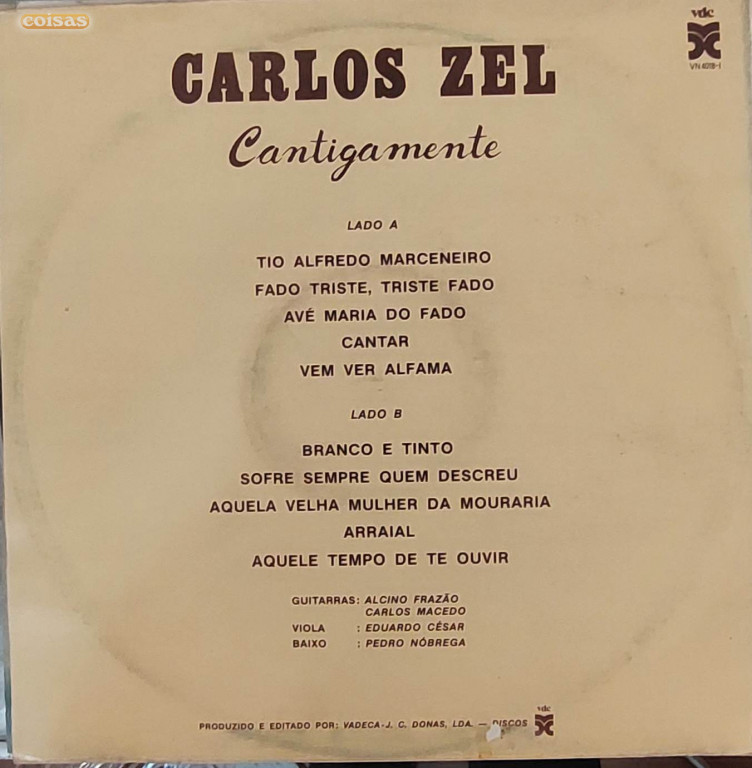 coisas
vdc
VN 4018-I
CARLOS ZEL
Cantigamente
LADO A
TIO ALFREDO MARCENEIRO
FADO TRISTE, TRISTE FADO
AVÉ MARIA DO FADO
CANTAR
VEM VER ALFAMA
LADO B
BRANCO E TINTO
SOFRE SEMPRE QUEM DESCREU
AQUELA VELHA MULHER DA MOURARIA
ARRAIAL
AQUELE TEMPO DE TE OUVIR
GUITARRAS: ALCINO FRAZÃO
CARLOS MACEDO
VIOLA : EDUARDO CÉSAR
BAIXO : PEDRO NÓBREGA
PRODUZIDO E EDITADO POR: VADECA-J. C. DONAS, LDA. — DISCOS vdc